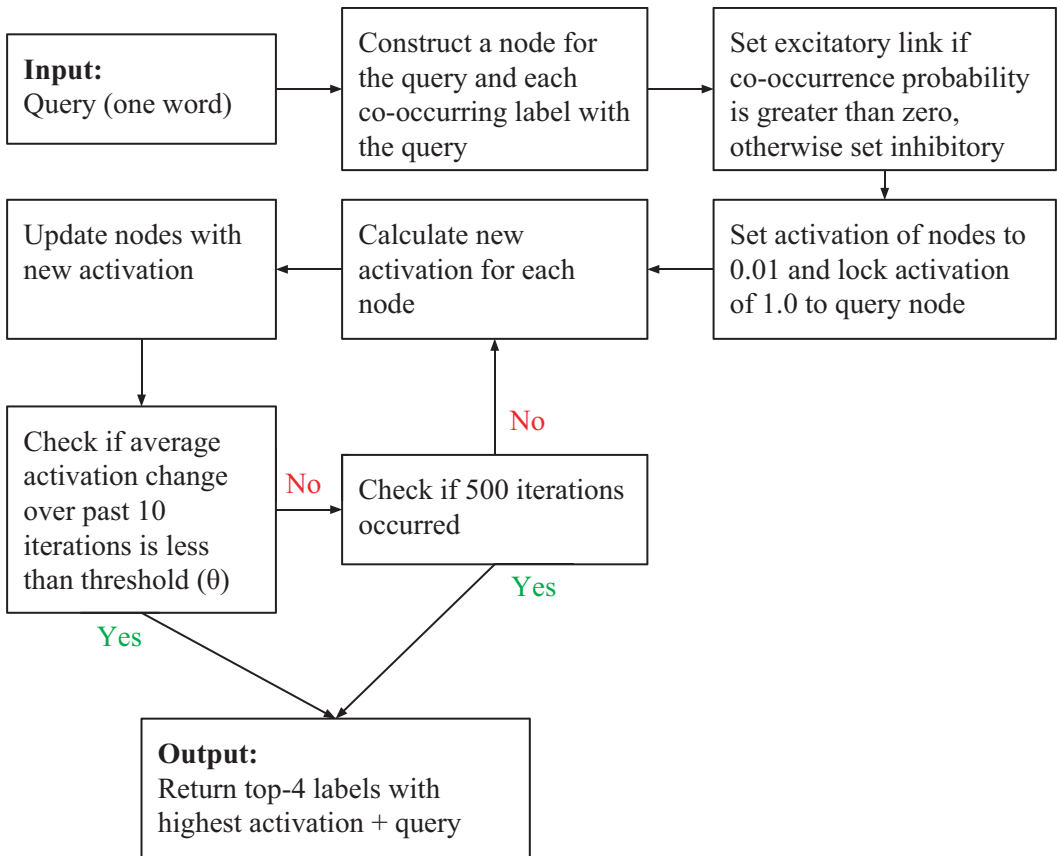 Input:
Query (one word)
Construct a node for
the query and each
co-occurring label with
the query
Set excitatory link if
co-occurrence probability
is greater than zero,
otherwise set inhibitory
Set activation of nodes to
0.01 and lock activation
of 1.0 to query node
Calculate new
activation for each
node
Update nodes with
new activation
Check if average
activation change
over past 10
iterations is less
than threshold (θ)
No
Check if 500 iterations
occurred
No
Yes
Yes
Output:
Return top-4 labels with
highest activation + query